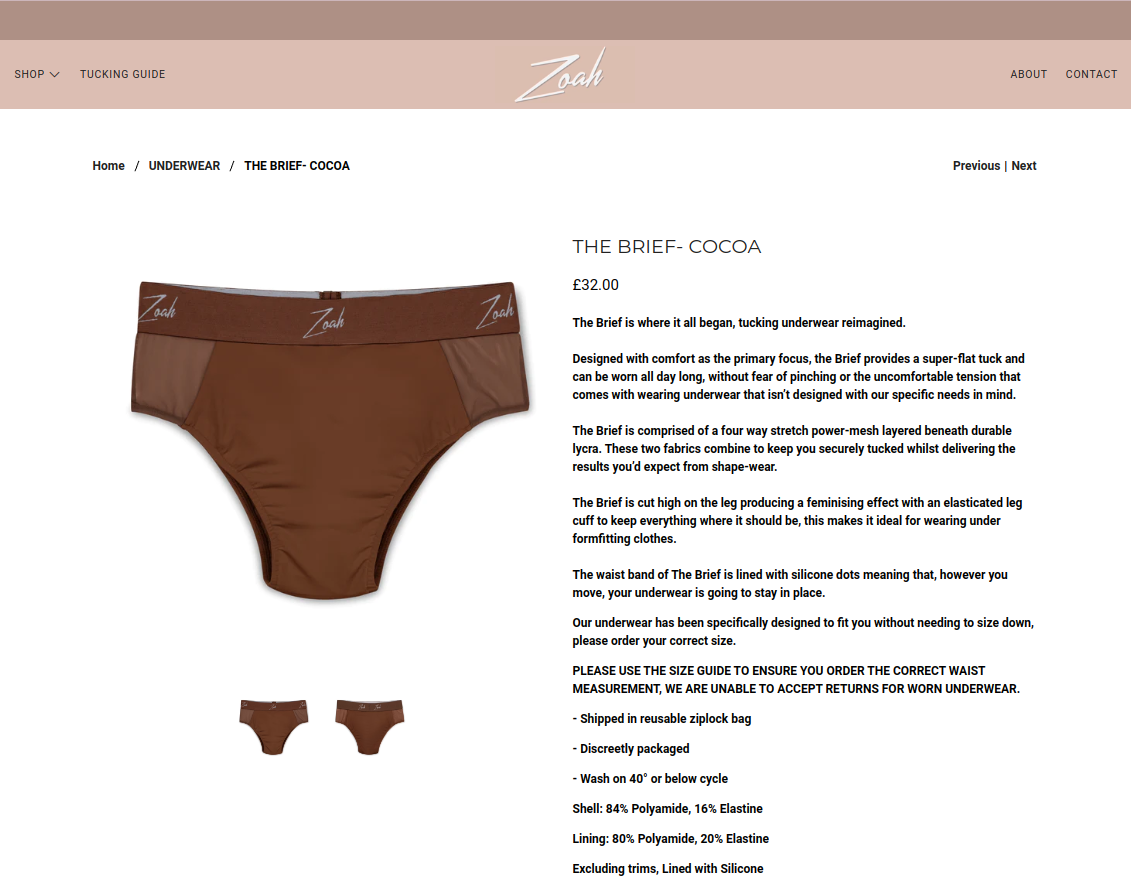 SHOP
TUCKING GUIDE
Zoah
ABOUT
CONTACT
Home / UNDERWEAR / THE BRIEF- COCOA
Previous | Next
Zoah
Zoah
Zoah
THE BRIEF- COCOA
£32.00
The Brief is where it all began, tucking underwear reimagined.
Designed with comfort as the primary focus, the Brief provides a super-flat tuck and
can be worn all day long, without fear of pinching or the uncomfortable tension that
comes with wearing underwear that isn't designed with our specific needs in mind.
The Brief is comprised of a four way stretch power-mesh layered beneath durable
lycra. These two fabrics combine to keep you securely tucked whilst delivering the
results you'd expect from shape-wear.
The Brief is cut high on the leg producing a feminising effect with an elasticated leg
cuff to keep everything where it should be, this makes it ideal for wearing under
formfitting clothes.
The waist band of The Brief is lined with silicone dots meaning that, however you
move, your underwear is going to stay in place.
Our underwear has been specifically designed to fit you without needing to size down,
please order your correct size.
PLEASE USE THE SIZE GUIDE TO ENSURE YOU ORDER THE CORRECT WAIST
MEASUREMENT, WE ARE UNABLE TO ACCEPT RETURNS FOR WORN UNDERWEAR.
- Shipped in reusable ziplock bag
- Discreetly packaged
- Wash on 40° or below cycle
Shell: 84% Polyamide, 16% Elastine
Lining: 80% Polyamide, 20% Elastine
Excluding trims, Lined with Silicone